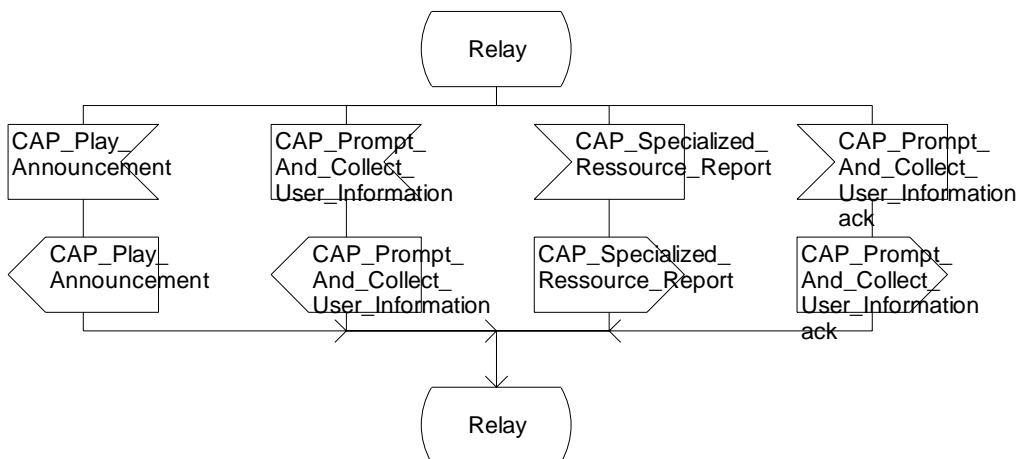 Relay
CAP_Play_
Announcement
CAP_Prompt_
And_Collect_
User_Information
CAP_Specialized_
Ressource_Report
CAP_Prompt_
And_Collect_
User_Information
ack
CAP_Play_
Announcement
CAP_Prompt_
And_Collect_
User_Information
CAP_Specialized_
Ressource_Report
CAP_Prompt_
And_Collect_
User_Information
ack
Relay